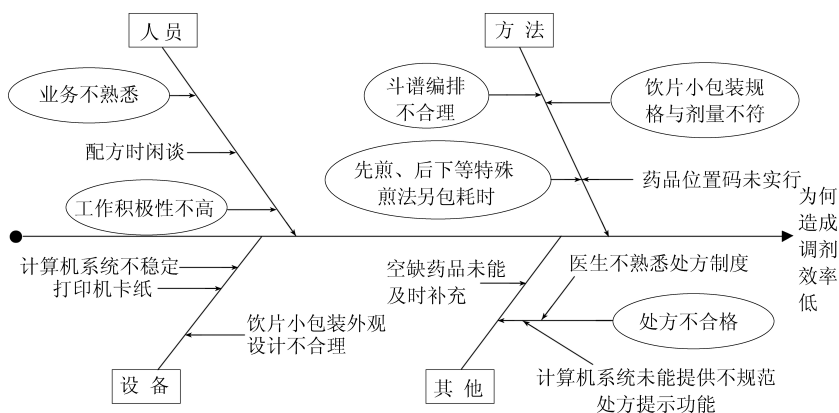 人员
方法
业务不熟悉
斗谱编排
不合理
饮片小包装规
格与剂量不符
配方时闲谈
先煎、后下等特殊
煎法另包耗时
药品位置码未实行
工作积极性不高
为何
造成
调剂
效率
低
计算机系统不稳定
打印机卡纸
空缺药品未能
及时补充
医生不熟悉处方制度
饮片小包装外观
设计不合理
处方不合格
设备
其他
计算机系统未能提供不规范
处方提示功能